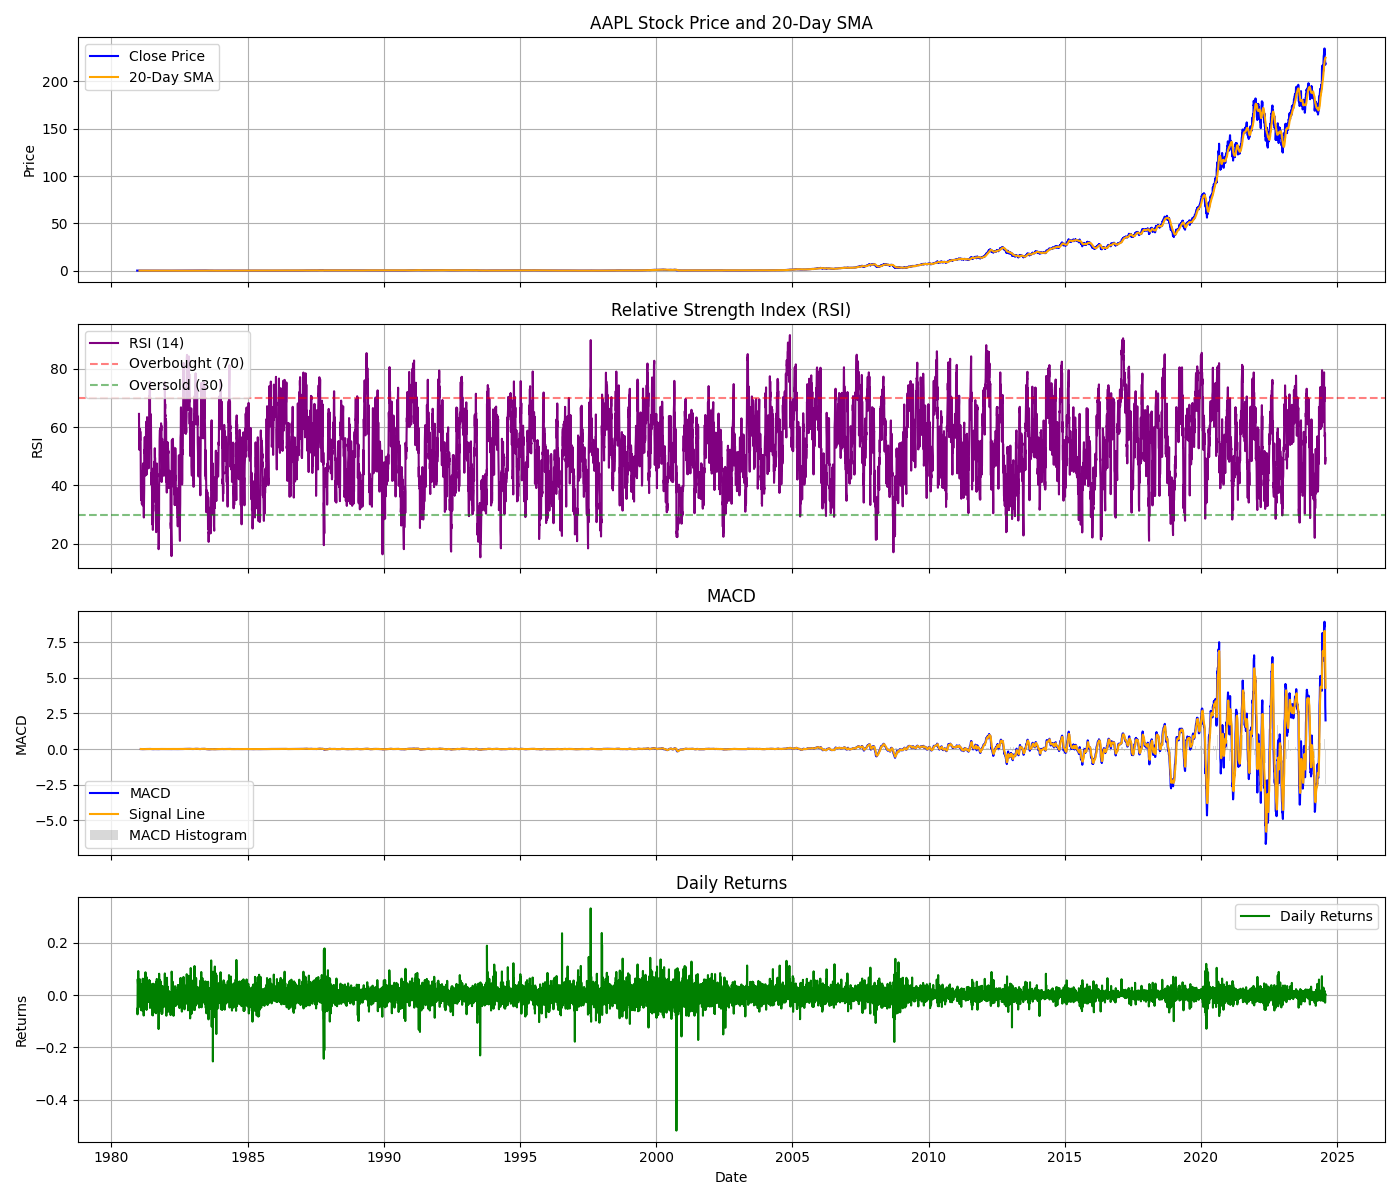 AAPL Stock Price and 20-Day SMA
Close Price
20-Day SMA
200
150
100
50
0
Price
Relative Strength Index (RSI)
RSI (14)
Overbought (70)
Oversold (30)
80
60
40
20
RSI
MACD
7.5
5.0
2.5
0.0
−2.5
−5.0
MACD
MACD
Signal Line
MACD Histogram
Daily Returns
Daily Returns
0.2
0.0
−0.2
−0.4
Returns
1980 1985 1990 1995 2000 2005 2010 2015 2020 2025
Date